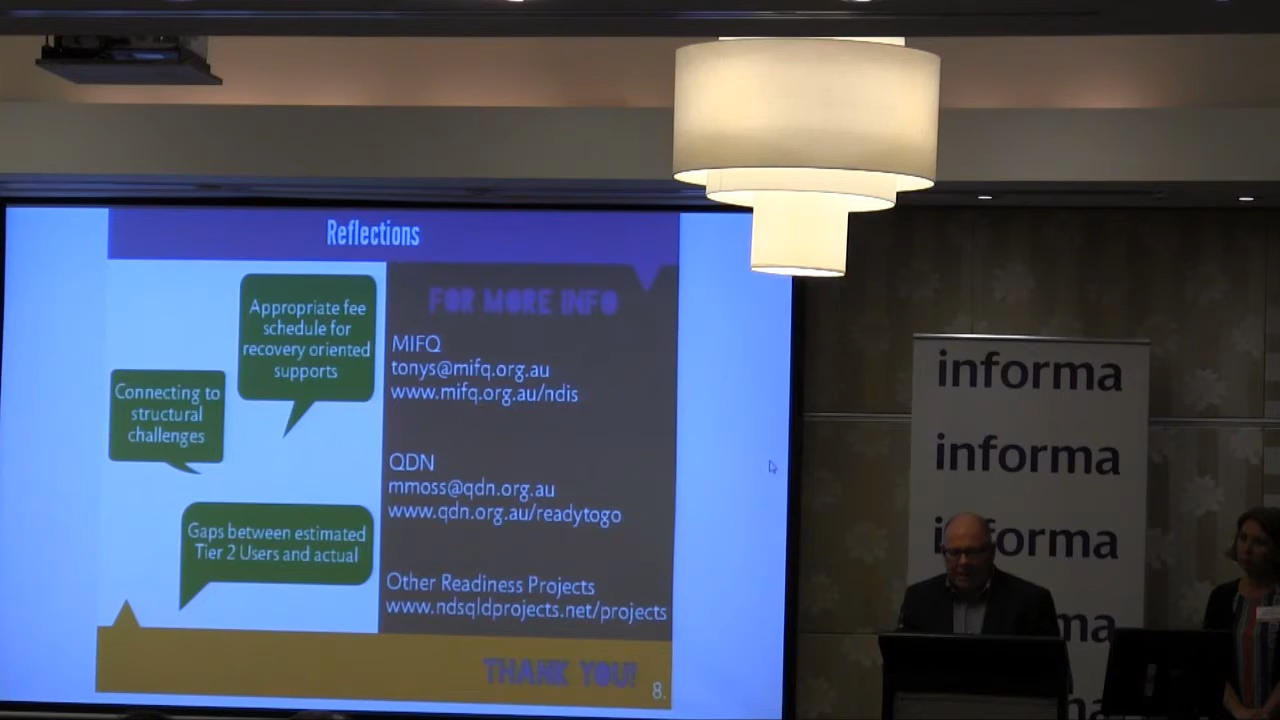 Reflections
Appropriate fee
schedule for
recovery oriented
supports
Connecting to
structural
challenges
Gaps between estimated
Tier 2 Users and actual
FOR MORE INFO
MIFQ
tonys@mifq.org.au
www.mifq.org.au/ndis
QDN
mmoss@qdn.org.au
www.qdn.org.au/readytogo
Other Readiness Projects
www.ndsqldprojects.net/projects
THANK YOU!
8.
informa
informa
informa
ma
ma